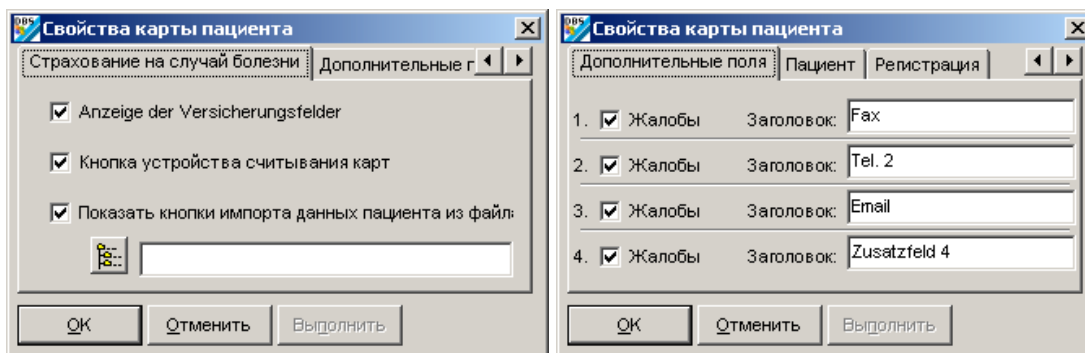 DBS Свойства карты пациента
Страхование на случай болезни Дополнительные г
Anzeige der Versicherungsfelder
Кнопка устройства считывания карт
Показать кнопки импорта данных пациента из файл
OK Отменить Выполнить
DBS Свойства карты пациента
Дополнительные поля Пациент Регистрация
1. Жалобы Заголовок: Fax
2. Жалобы Заголовок: Tel. 2
3. Жалобы Заголовок: Email
4. Жалобы Заголовок: Zusatzfeld 4
OK Отменить Выполнить